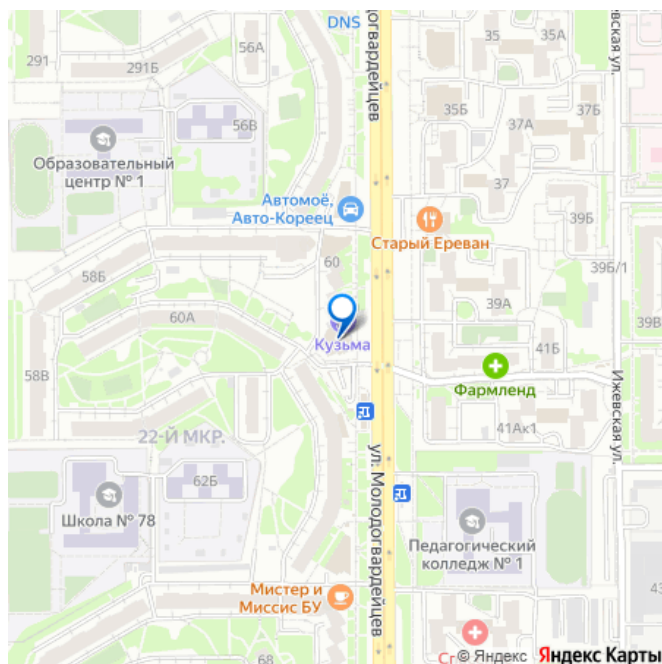 DNS
35
35А
291
56А
291Б
35Б
37А
37Б
56В
Образовательный
центр № 1
37
Автомоё,
Авто-Кореец
39Б
Старый Ереван
60
58Б
39Б/1
39А
60А
Кузьма
41Б
39В
58В
Фармленд
Ижевская ул.
41Ак1
22-Й МКР.
62Б
ул. Молодогвардейцев
Школа № 78
Педагогический
колледж № 1
Мистер и
Миссис БУ
68
© Яндекс Яндекс Карты